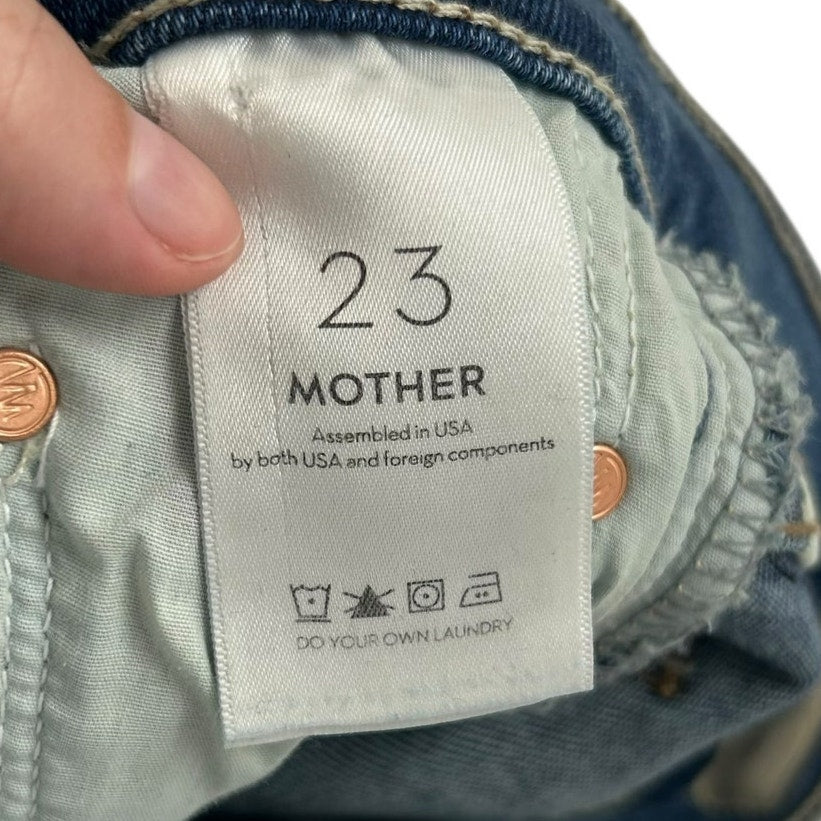 23
MOTHER
Assembled in USA
by both USA and foreign components
DO YOUR OWN LAUNDRY